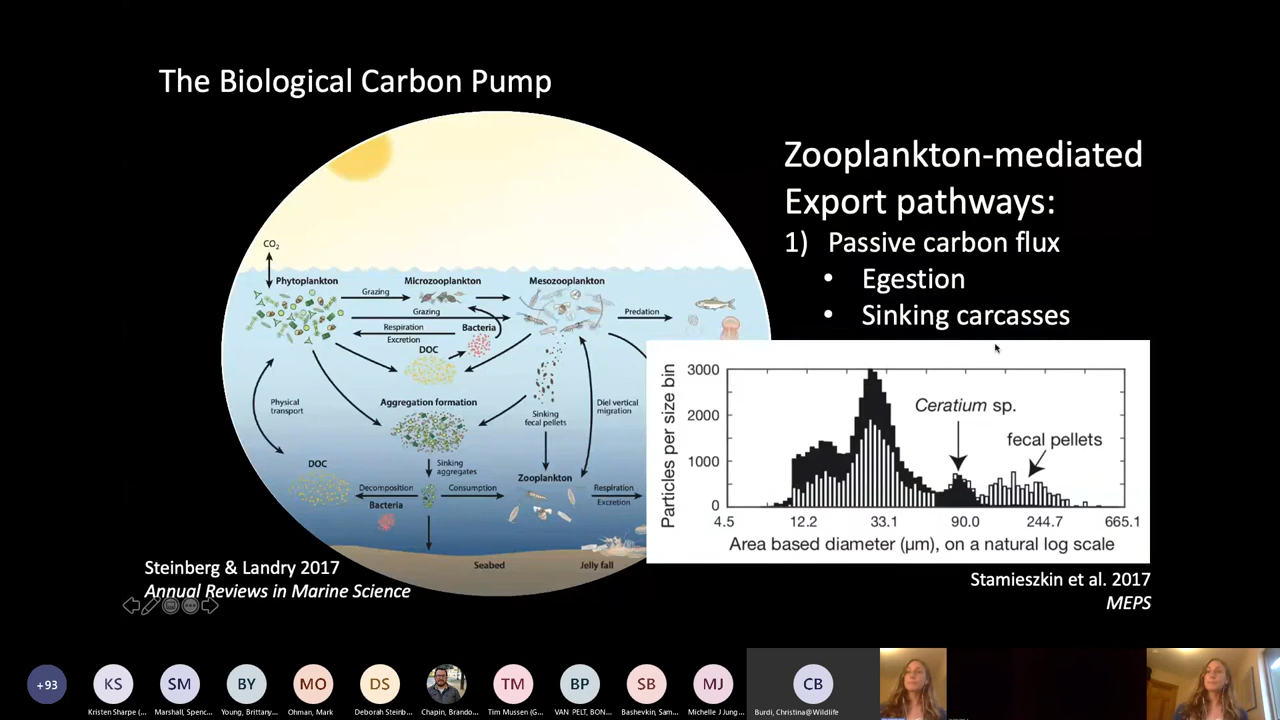 The Biological Carbon Pump
Zooplankton-mediated
Export pathways:
1) Passive carbon flux
• Egestion
• Sinking carcasses
CO2
Phytoplankton
Microzooplankton
Mesozooplankton
Grazing
Grazing
Respiration
Excretion
Bacteria
Predation
DOC
Aggregation formation
Physical
transport
Sinking
fecal pellets
Diel vertical
migration
DOC
Sinking
aggregates
Decomposition
Bacteria
Consumption
Zooplankton
Respiration
Excretion
Seabed
Jelly fall
Particles per size bin
3000
2000
1000
0
Ceratium sp.
fecal pellets
4.5 12.2 33.1 90.0 244.7 665.1
Area based diameter (μm), on a natural log scale
Steinberg & Landry 2017
Annual Reviews in Marine Science
Stamieszkin et al. 2017
MEPS
+93 KS SM BY MO DS TM BP SB MJ CB
Kristen Sharpe (... Marshall, Spenc... Young, Brittany... Ohman, Mark Deborah Steinb... Chapin, Brando... Tim Mussen (G... VAN PELT, BON... Bashevkin, Sam... Michelle J Jung... Burdi, Christina@Wildlife